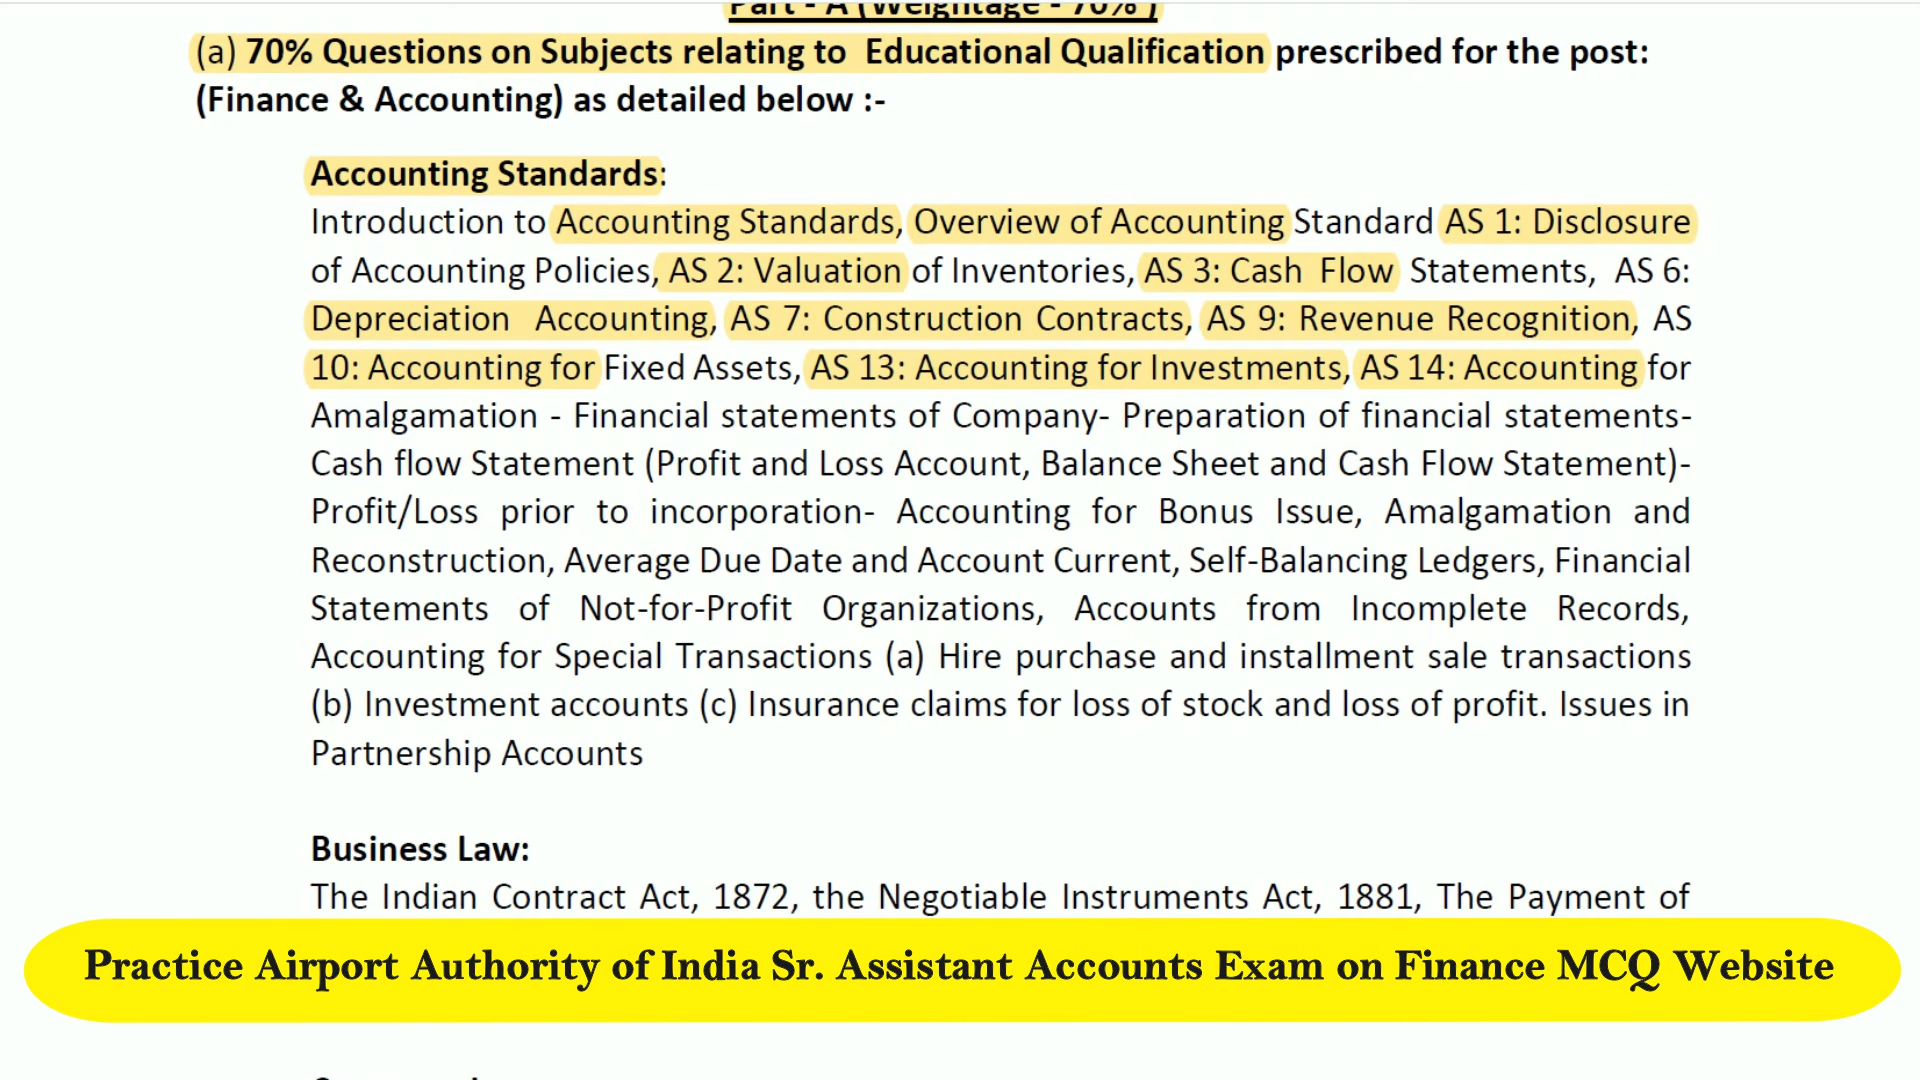 Part - A (Weightage - 70% )
(a) 70% Questions on Subjects relating to Educational Qualification prescribed for the post:
(Finance & Accounting) as detailed below :-
Accounting Standards:
Introduction to Accounting Standards, Overview of Accounting Standard AS 1: Disclosure
of Accounting Policies, AS 2: Valuation of Inventories, AS 3: Cash Flow Statements, AS 6:
Depreciation Accounting, AS 7: Construction Contracts, AS 9: Revenue Recognition, AS
10: Accounting for Fixed Assets, AS 13: Accounting for Investments, AS 14: Accounting for
Amalgamation - Financial statements of Company- Preparation of financial statements-
Cash flow Statement (Profit and Loss Account, Balance Sheet and Cash Flow Statement)-
Profit/Loss prior to incorporation- Accounting for Bonus Issue, Amalgamation and
Reconstruction, Average Due Date and Account Current, Self-Balancing Ledgers, Financial
Statements of Not-for-Profit Organizations, Accounts from Incomplete Records,
Accounting for Special Transactions (a) Hire purchase and installment sale transactions
(b) Investment accounts (c) Insurance claims for loss of stock and loss of profit. Issues in
Partnership Accounts
Business Law:
The Indian Contract Act, 1872, the Negotiable Instruments Act, 1881, The Payment of
Practice Airport Authority of India Sr. Assistant Accounts Exam on Finance MCQ Website